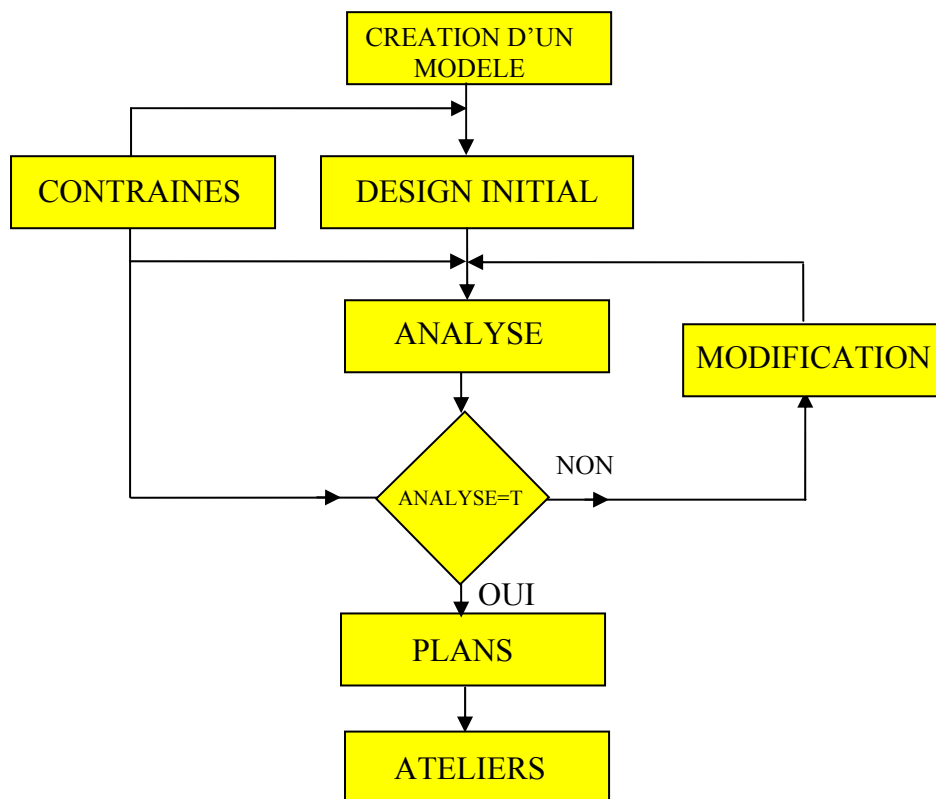 CREATION D’UN
MODELE
CONTRAINES
DESIGN INITIAL
ANALYSE
MODIFICATION
NON
ANALYSE=T
OUI
PLANS
ATELIERS